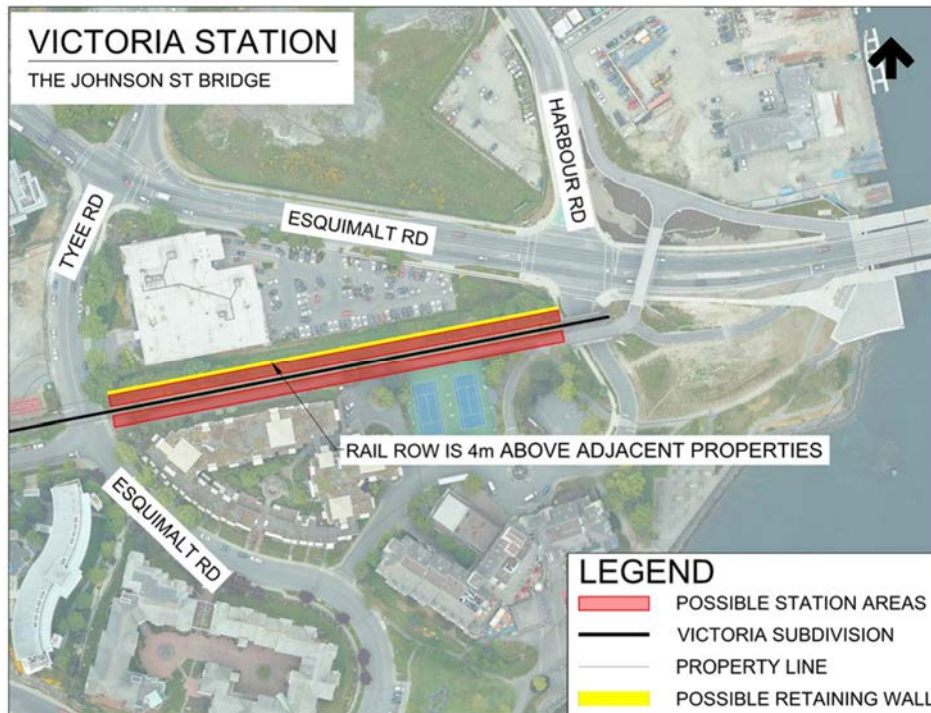 VICTORIA STATION
THE JOHNSON ST BRIDGE
HARBOUR RD
TYEE RD
ESQUIMALT RD
RAIL ROW IS 4m ABOVE ADJACENT PROPERTIES
ESQUIMALT RD
LEGEND
POSSIBLE STATION AREAS
VICTORIA SUBDIVISION
PROPERTY LINE
POSSIBLE RETAINING WALL